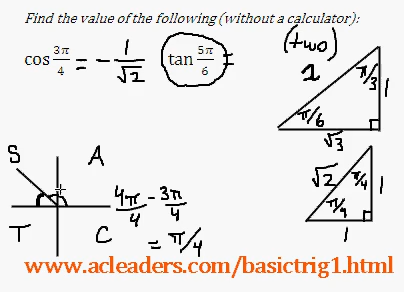 Find the value of the following (without a calculator):
cos 3π/4 = - 1/√2 tan 5π/6 =
(two)
1
π/3
1
π/6
√3
S A
T C
4π/4 - 3π/4
= π/4
√2
π/4
1
π/4
1
www.acleaders.com/basictrig1.html